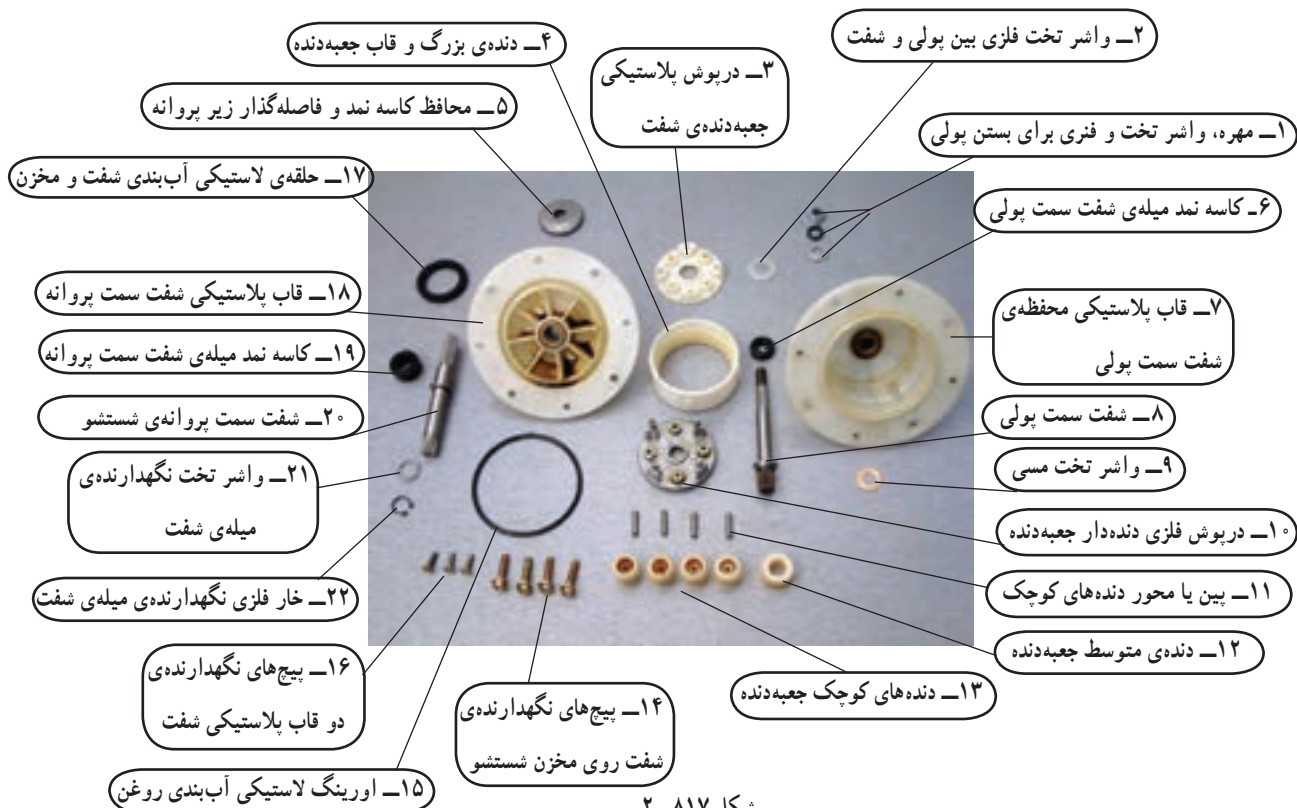 ۱ــ مهره، واشر تخت و فنری برای بستن پولی
۲ــ واشر تخت فلزی بین پولی و شفت
۳ــ درپوش پلاستیکی
جعبه‌دنده‌ی شفت
۴ــ دنده‌ی بزرگ و قاب جعبه‌دنده
۵ــ محافظ کاسه نمد و فاصله‌گذار زیر پروانه
۶ــ کاسه نمد میله‌ی شفت سمت پولی
۷ــ قاب پلاستیکی محفظه‌ی
شفت سمت پولی
۸ــ شفت سمت پولی
۹ــ واشر تخت مسی
۱۰ــ درپوش فلزی دنده‌دار جعبه‌دنده
۱۱ــ پین یا محور دنده‌های کوچک
۱۲ــ دنده‌ی متوسط جعبه‌دنده
۱۳ــ دنده‌های کوچک جعبه‌دنده
۱۴ــ پیچ‌های نگهدارنده‌ی
شفت روی مخزن شستشو
۱۵ــ اورینگ لاستیکی آب‌بندی روغن
۱۶ــ پیچ‌های نگهدارنده‌ی
دو قاب پلاستیکی شفت
۱۷ــ حلقه‌ی لاستیکی آب‌بندی شفت و مخزن
۱۸ــ قاب پلاستیکی شفت سمت پروانه
۱۹ــ کاسه نمد میله‌ی شفت سمت پروانه
۲۰ــ شفت سمت پروانه‌ی شستشو
۲۱ــ واشر تخت نگهدارنده‌ی
میله‌ی شفت
۲۲ــ خار فلزی نگهدارنده‌ی میله‌ی شفت
شکل ۸۱۷ــ۲